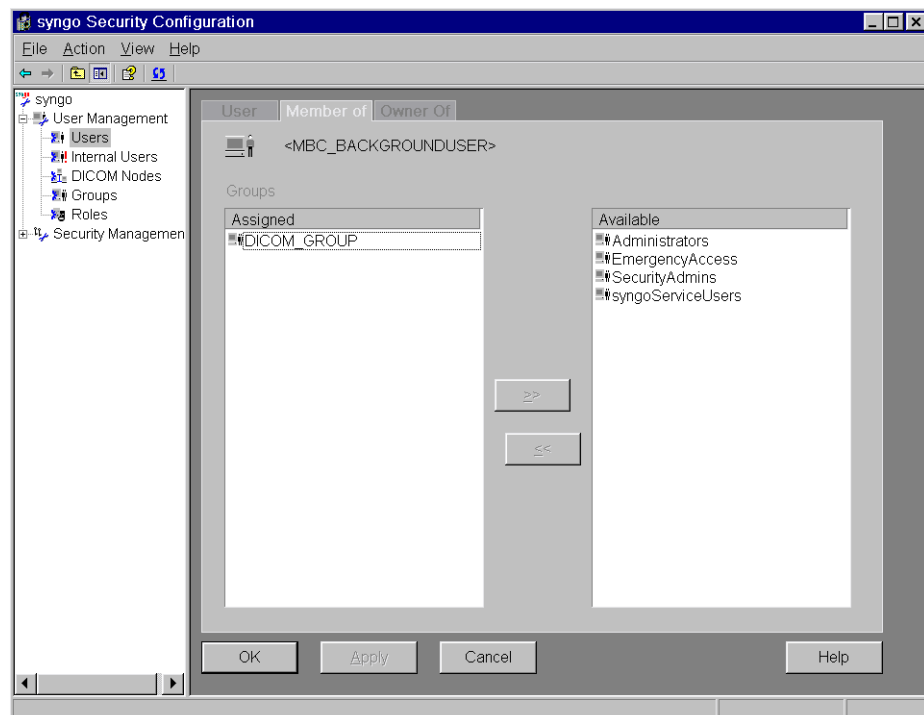 syngo Security Configuration
File Action View Help
syngo
User Management
Users
Internal Users
DICOM Nodes
Groups
Roles
Security Managemen
User Member of Owner Of
<MBC_BACKGROUNDUSER>
Groups
Assigned
DICOM_GROUP
Available
Administrators
EmergencyAccess
SecurityAdmins
syngoServiceUsers
>>
<<
OK Apply Cancel Help